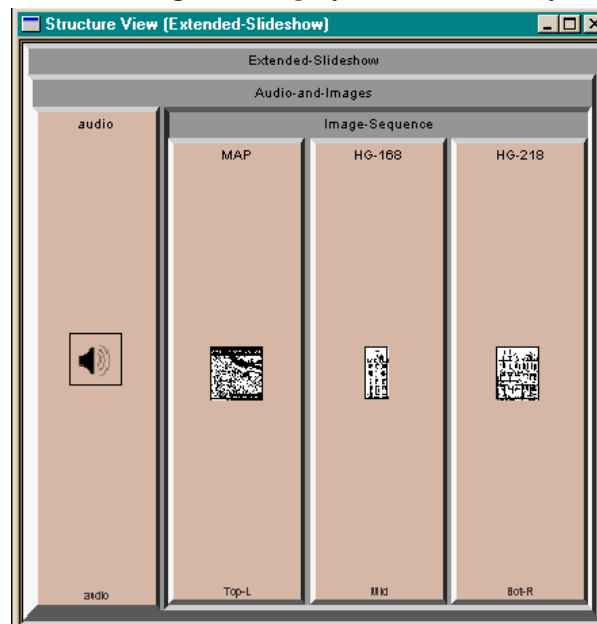 Structure View (Extended-Slideshow)
Extended-Slideshow
Audio-and-Images
audio
Image-Sequence
MAP
HG-168
HG-218
audio
Top-L
Mid
Bot-R